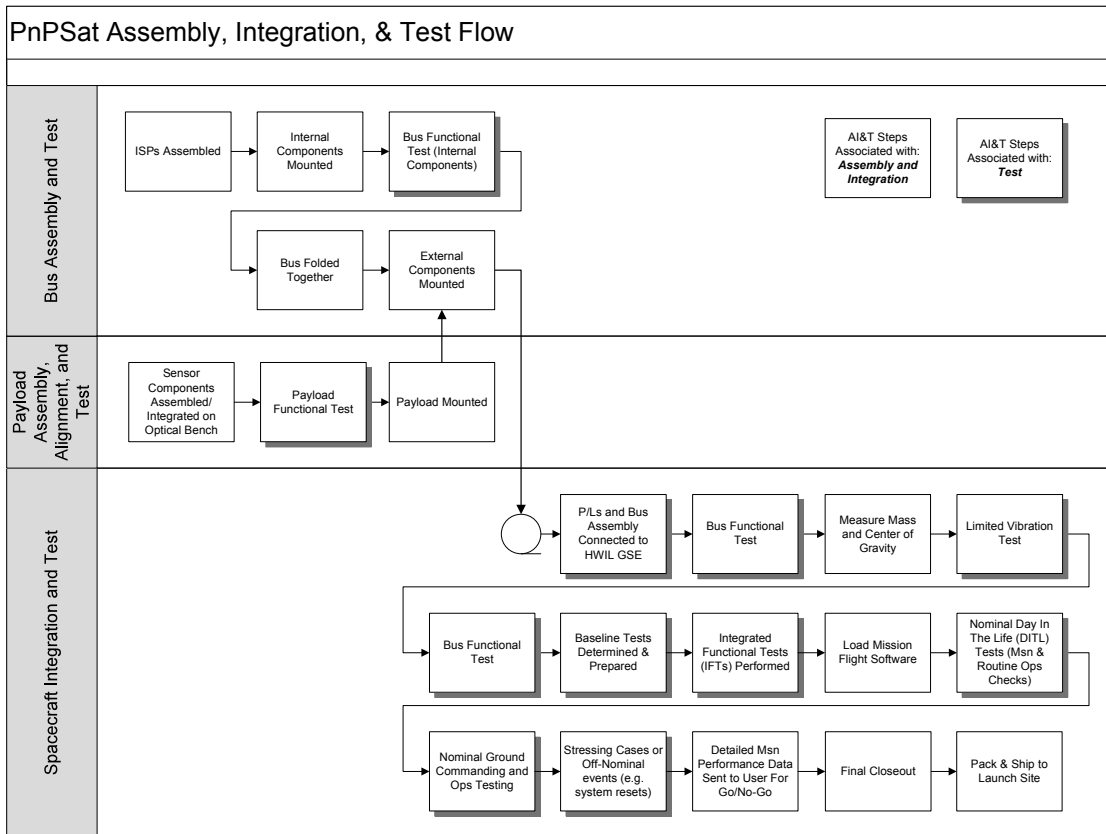 PnPSat Assembly, Integration, & Test Flow
Bus Assembly and Test
ISPs Assembled
Internal
Components
Mounted
Bus Functional
Test (Internal
Components)
AI&T Steps
Associated with:
Assembly and
Integration
AI&T Steps
Associated with:
Test
Bus Folded
Together
External
Components
Mounted
Payload
Assembly,
Alignment, and
Test
Sensor
Components
Assembled/
Integrated on
Optical Bench
Payload
Functional Test
Payload Mounted
Spacecraft Integration and Test
P/Ls and Bus
Assembly
Connected to
HWIL GSE
Bus Functional
Test
Measure Mass
and Center of
Gravity
Limited Vibration
Test
Bus Functional
Test
Baseline Tests
Determined &
Prepared
Integrated
Functional Tests
(IFTs) Performed
Load Mission
Flight Software
Nominal Day In
The Life (DITL)
Tests (Msn &
Routine Ops
Checks)
Nominal Ground
Commanding and
Ops Testing
Stressing Cases or
Off-Nominal
events (e.g.
system resets)
Detailed Msn
Performance Data
Sent to User For
Go/No-Go
Final Closeout
Pack & Ship to
Launch Site